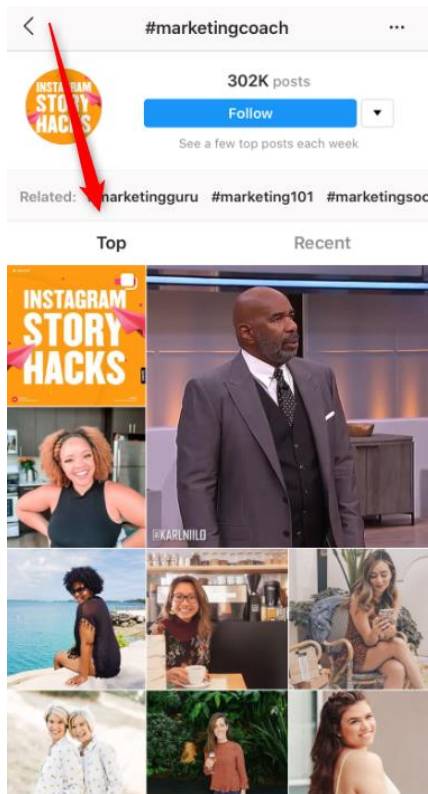 #marketingcoach
INSTAGRAM
STORY
HACKS
302K posts
Follow
See a few top posts each week
Related: marketingguru #marketing101 #marketingsoc
Top Recent
INSTAGRAM
STORY
HACKS
@KARLNIILO